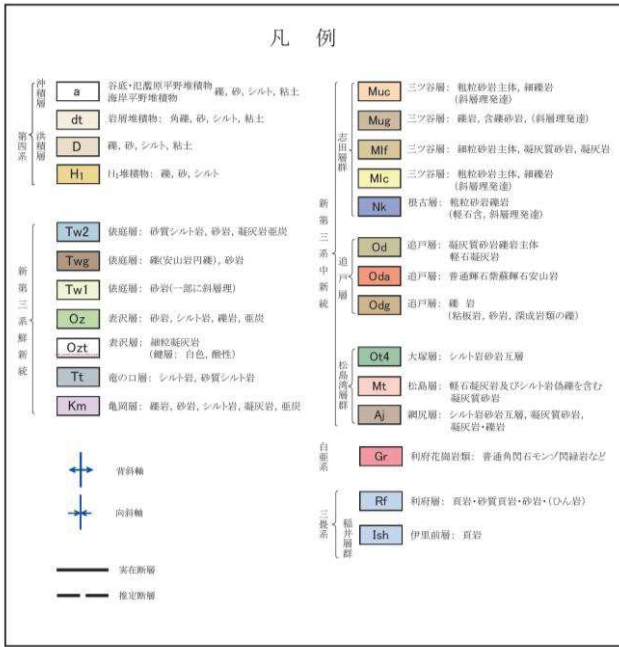 凡 例
沖積層
洪積層
第四系
a 谷底・氾濫原平野堆積物
海岸平野堆積物 礫, 砂, シルト, 粘土
dt 岩屑堆積物: 角礫, 砂, シルト, 粘土
D 礫, 砂, シルト, 粘土
H1 H1堆積物: 礫, 砂, シルト
新第三系鮮新統
Tw2 俵庭層: 砂質シルト岩, 砂岩, 凝灰岩亜炭
Twg 俵庭層: 礫(安山岩円礫), 砂岩
Tw1 俵庭層: 砂岩(一部に斜層理)
Oz 表沢層: 砂岩, シルト岩, 礫岩, 亜炭
Ozt 表沢層: 細粒凝灰岩
(鍵層: 白色, 酸性)
Tt 竜の口層: シルト岩, 砂質シルト岩
Km 亀岡層: 礫岩, 砂岩, シルト岩, 凝灰岩, 亜炭
背斜軸
向斜軸
実在断層
推定断層
新第三系中新統
志田層群
Muc 三ツ谷層: 粗粒砂岩主体, 細礫岩
(斜層理発達)
Mug 三ツ谷層: 礫岩, 含礫砂岩, (斜層理発達)
Mlf 三ツ谷層: 細粒砂岩主体, 凝灰質砂岩, 凝灰岩
Mlc 三ツ谷層: 粗粒砂岩主体, 細礫岩
(斜層理発達)
Nk 根古層: 粗粒砂岩礫岩
(軽石含, 斜層理発達)
追戸層
Od 追戸層: 凝灰質砂岩礫岩主体
軽石凝灰岩
Oda 追戸層: 普通輝石紫蘇輝石安山岩
Odg 追戸層: 礫 岩
(粘板岩, 砂岩, 深成岩類の礫)
松島湾層群
Ot4 大塚層: シルト岩砂岩互層
Mt 松島層: 軽石凝灰岩及びシルト岩偽礫を含む
凝灰質砂岩
Aj 網尻層: シルト岩砂岩互層, 凝灰質砂岩,
凝灰岩・礫岩
白亜系
Gr 利府花崗岩類: 普通角閃石モンゾ閃緑岩など
三畳系
稲井層群
Rf 利府層: 頁岩・砂質頁岩・砂岩・(ひん岩)
Ish 伊里前層: 頁岩